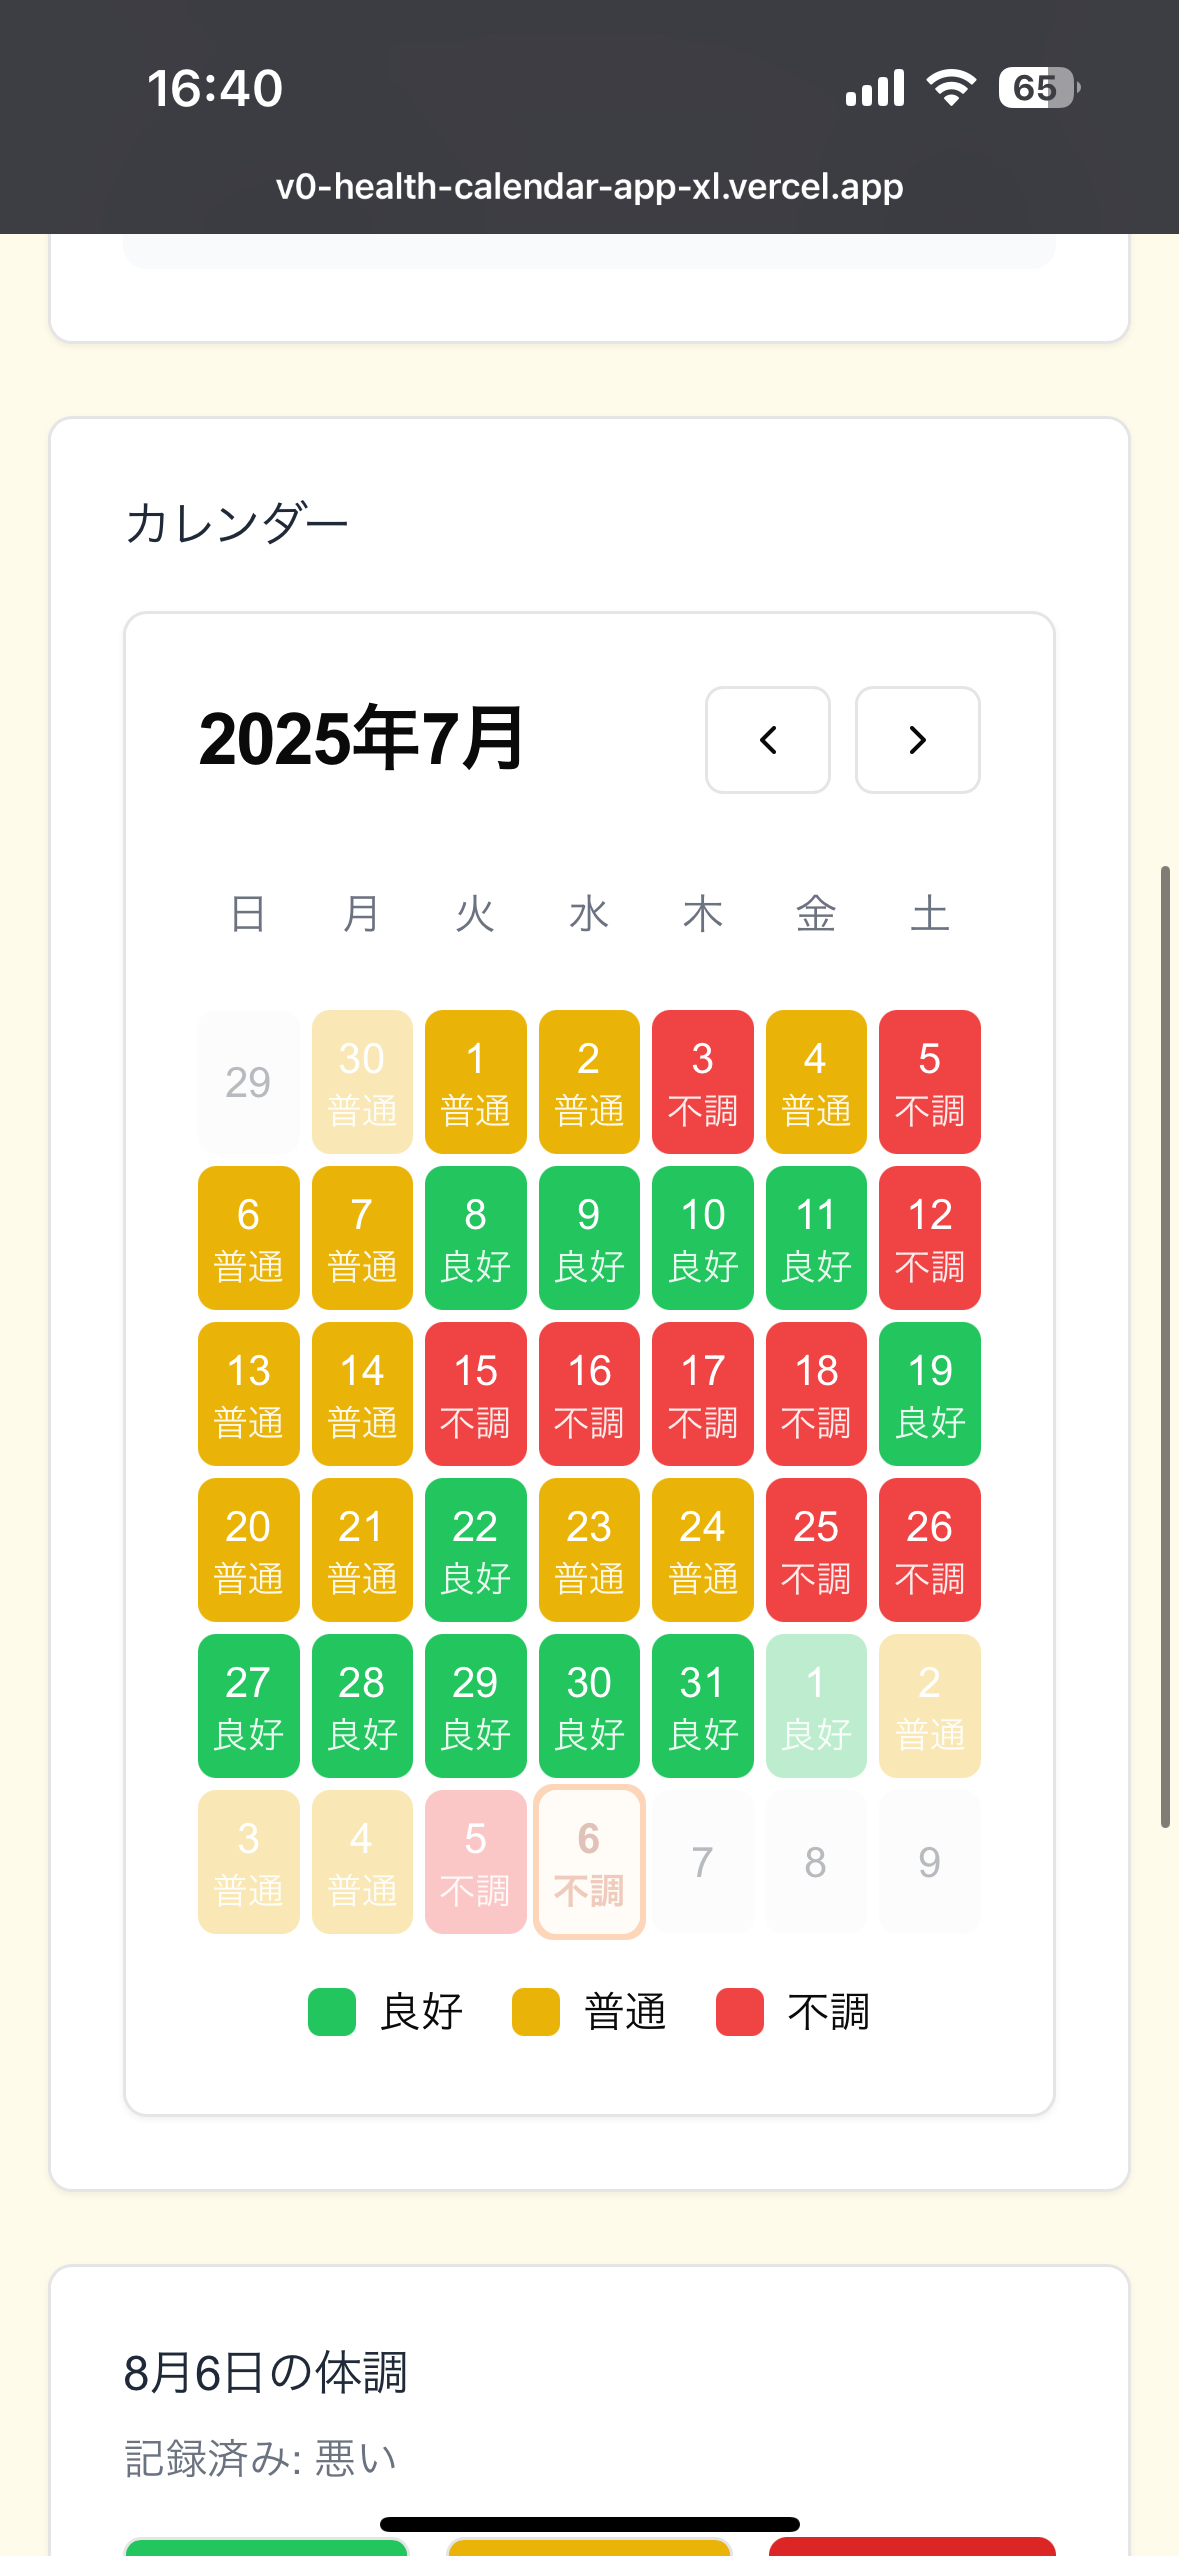 16:40
65
v0-health-calendar-app-xl.vercel.app
カレンダー
2025年7月
日 月 火 水 木 金 土
29 30 1 2 3 4 5
普通 普通 普通 不調 普通 不調
6 7 8 9 10 11 12
普通 普通 良好 良好 良好 良好 不調
13 14 15 16 17 18 19
普通 普通 不調 不調 不調 不調 良好
20 21 22 23 24 25 26
普通 普通 良好 普通 普通 不調 不調
27 28 29 30 31 1 2
良好 良好 良好 良好 良好 良好 普通
3 4 5 6 7 8 9
普通 普通 不調 不調
良好 普通 不調
8月6日の体調
記録済み: 悪い